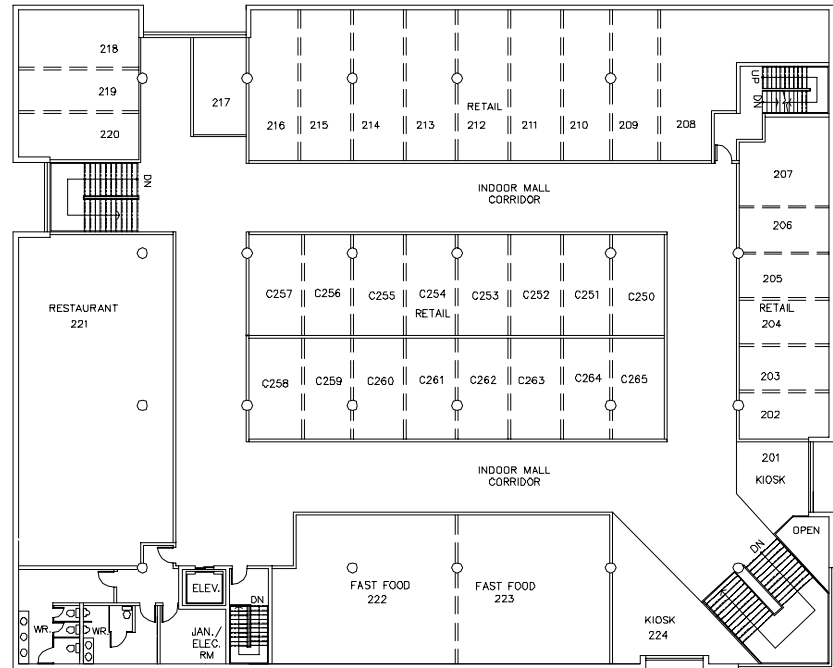 218
219
220
217
216
215
214
213
RETAIL
212
211
210
209
208
UP
DN
207
206
205
RETAIL
204
203
202
201
KIOSK
OPEN
DN
INDOOR MALL
CORRIDOR
DN
RESTAURANT
221
C257
C256
C255
C254
RETAIL
C253
C252
C251
C250
C258
C259
C260
C261
C262
C263
C264
C265
INDOOR MALL
CORRIDOR
FAST FOOD
222
FAST FOOD
223
KIOSK
224
ELEV.
DN
WR.
WR.
JAN./
ELEC.
RM